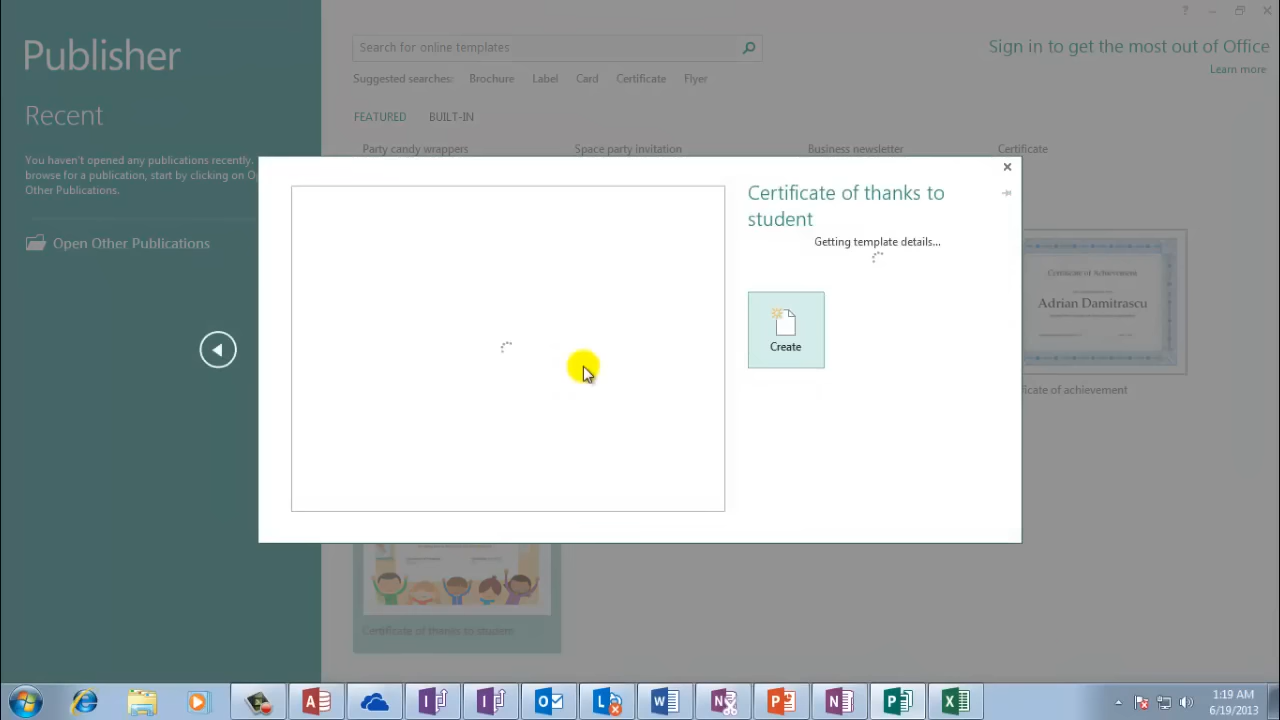 Publisher
Recent
You haven't opened any publications recently.
browse for a publication, start by clicking on Op
Other Publications.
Open Other Publications
?
Search for online templates
Sign in to get the most out of Office
Learn more
Suggested searches: Brochure Label Card Certificate Flyer
FEATURED BUILT-IN
Party candy wrappers Space party invitation Business newsletter Certificate
Certificate of thanks to
student
Getting template details...
Create
Certificate of Achievement
Adrian Damitrascu
ficate of achievement
Certificate of thanks to student
1:19 AM
6/19/2013